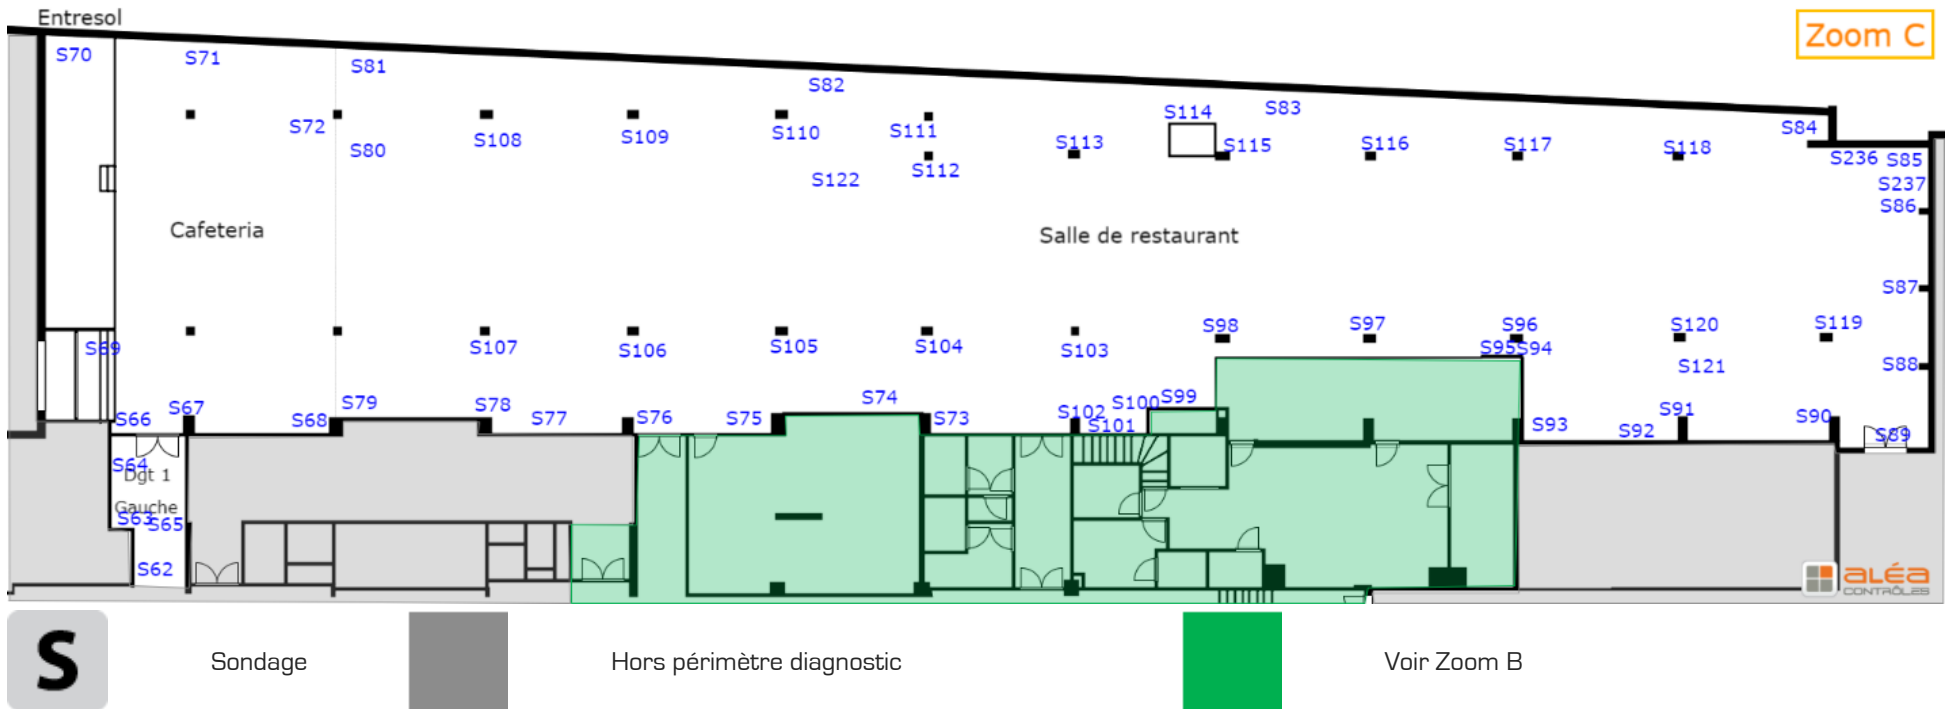 Entresol
Zoom C
S70
S71
S81
S82
S83
S114
S84
S72
S80
S108
S109
S110
S111
S112
S113
S115
S116
S117
S118
S236
S85
S237
S86
S122
Cafeteria
Salle de restaurant
S87
S69
S107
S106
S105
S104
S103
S98
S97
S96
S120
S119
S95
S94
S121
S88
S66
S67
S68
S79
S78
S77
S76
S75
S74
S73
S102
S101
S100
S99
S93
S92
S91
S90
S89
S64
Dgt 1
Gauche
S63
S65
S62
aléa
CONTRÔLES
S
Sondage
Hors périmètre diagnostic
Voir Zoom B